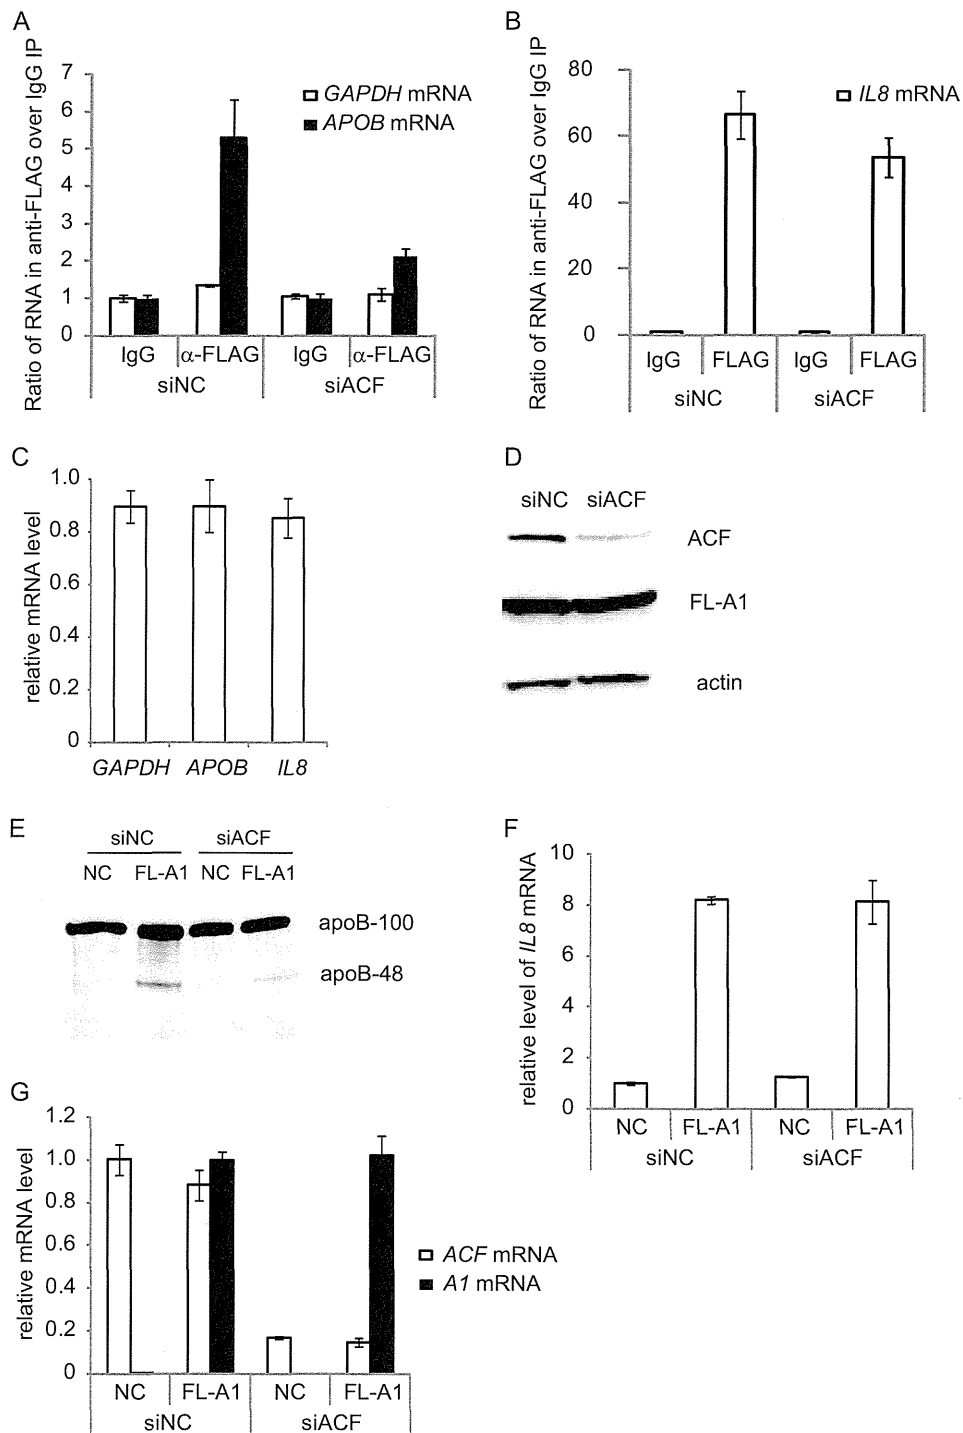 A
Ratio of RNA in anti-FLAG over IgG IP
7
6
5
4
3
2
1
0
GAPDH mRNA
APOB mRNA
IgG α-FLAG IgG α-FLAG
siNC siACF
B
Ratio of RNA in anti-FLAG over IgG IP
80
60
40
20
0
IL8 mRNA
IgG FLAG IgG FLAG
siNC siACF
C
relative mRNA level
1.0
0.8
0.6
0.4
0.2
0
GAPDH APOB IL8
D
siNC siACF
ACF
FL-A1
actin
E
siNC siACF
NC FL-A1 NC FL-A1
apoB-100
apoB-48
F
relative level of IL8 mRNA
10
8
6
4
2
0
NC FL-A1 NC FL-A1
siNC siACF
G
relative mRNA level
1.2
1.0
0.8
0.6
0.4
0.2
0
ACF mRNA
A1 mRNA
NC FL-A1 NC FL-A1
siNC siACF